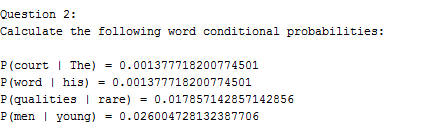 Question 2:
Calculate the following word conditional probabilities:
P(court | The) = 0.001377718200774501
P(word | his) = 0.001377718200774501
P(qualities | rare) = 0.017857142857142856
P(men | young) = 0.026004728132387706